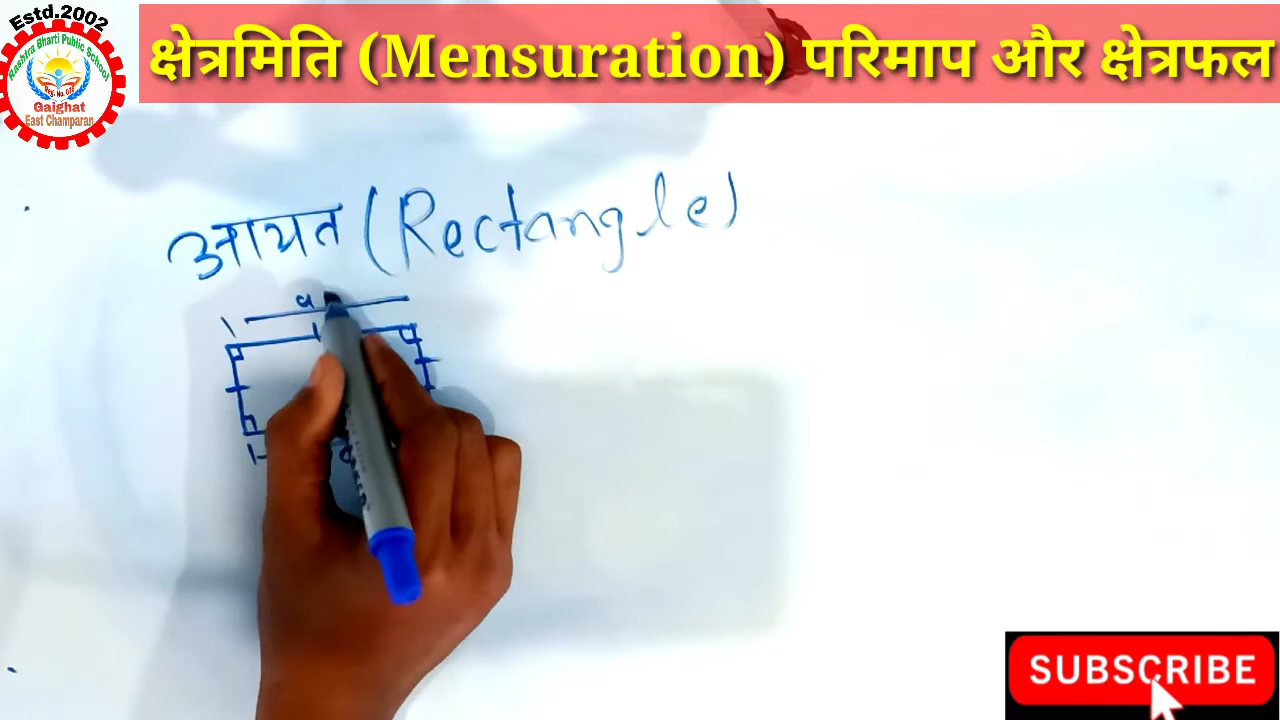 Estd.2002
क्षेत्रमिति (Mensuration) परिमाप और क्षेत्रफल
Rashtra Bharti Public School
Gaighat
East Champaran
आयत (Rectangle)
a
SUBSCRIBE